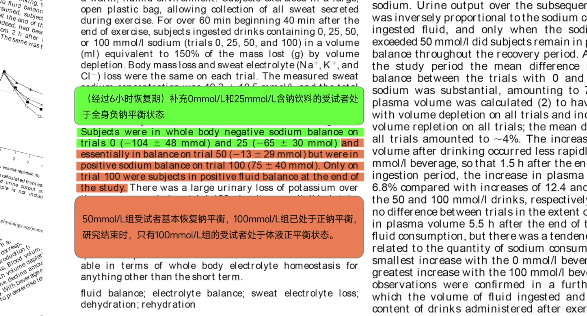 open plastic bag, allowing collection of all sweat secreted
during exercise. For over 60 min beginning 40 min after the
end of exercise, subjects ingested drinks containing 0, 25, 50,
or 100 mmol/l sodium (trials 0, 25, 50, and 100) in a volume
(ml) equivalent to 150% of the mass lost (g) by volume
depletion. Body mass loss and sweat electrolyte (Na+, K+, and
Cl−) loss were the same on each trial. The measured sweat
(经过6小时恢复期）补充0mmol/L和25mmol/L含钠饮料的受试者处
于全身负钠平衡状态
Subjects were in whole body negative sodium balance on
trials 0 (−104 ± 48 mmol) and 25 (−65 ± 30 mmol) and
essentially in balance on trial 50 (−13 ± 29 mmol) but were in
positive sodium balance on trial 100 (75 ± 40 mmol). Only on
trial 100 were subjects in positive fluid balance at the end of
the study. There was a large urinary loss of potassium over
50mmol/L组受试者基本恢复钠平衡，100mmol/L组已处于正钠平衡，
研究结束时，只有100mmol/L组的受试者处于体液正平衡状态。
able in terms of whole body electrolyte homeostasis for
anything other than the short term.
fluid balance; electrolyte balance; sweat electrolyte loss;
dehydration; rehydration
sodium. Urine output over the subsequen
was inversely proportional to the sodium c
ingested fluid, and only when the sodi
exceeded 50 mmol/l did subjects remain in p
balance throughout the recovery period. A
the study period the mean difference
balance between the trials with 0 and
sodium was substantial, amounting to 7
plasma volume was calculated (2) to ha
with volume depletion on all trials and inc
volume repletion on all trials; the mean d
all trials amounted to ~4%. The increas
volume after drinking occurred less rapidl
mmol/l beverage, so that 1.5 h after the en
ingestion period, the increase in plasma
6.8% compared with increases of 12.4 and
the 50 and 100 mmol/l drinks, respectively
no difference between trials in the extent o
in plasma volume 5.5 h after the end of t
fluid consumption, but there was a tendenc
related to the quantity of sodium consum
smallest increase with the 0 mmol/l bever
greatest increase with the 100 mmol/l beve
observations were confirmed in a furth
which the volume of fluid ingested and
content of drinks administered after exer